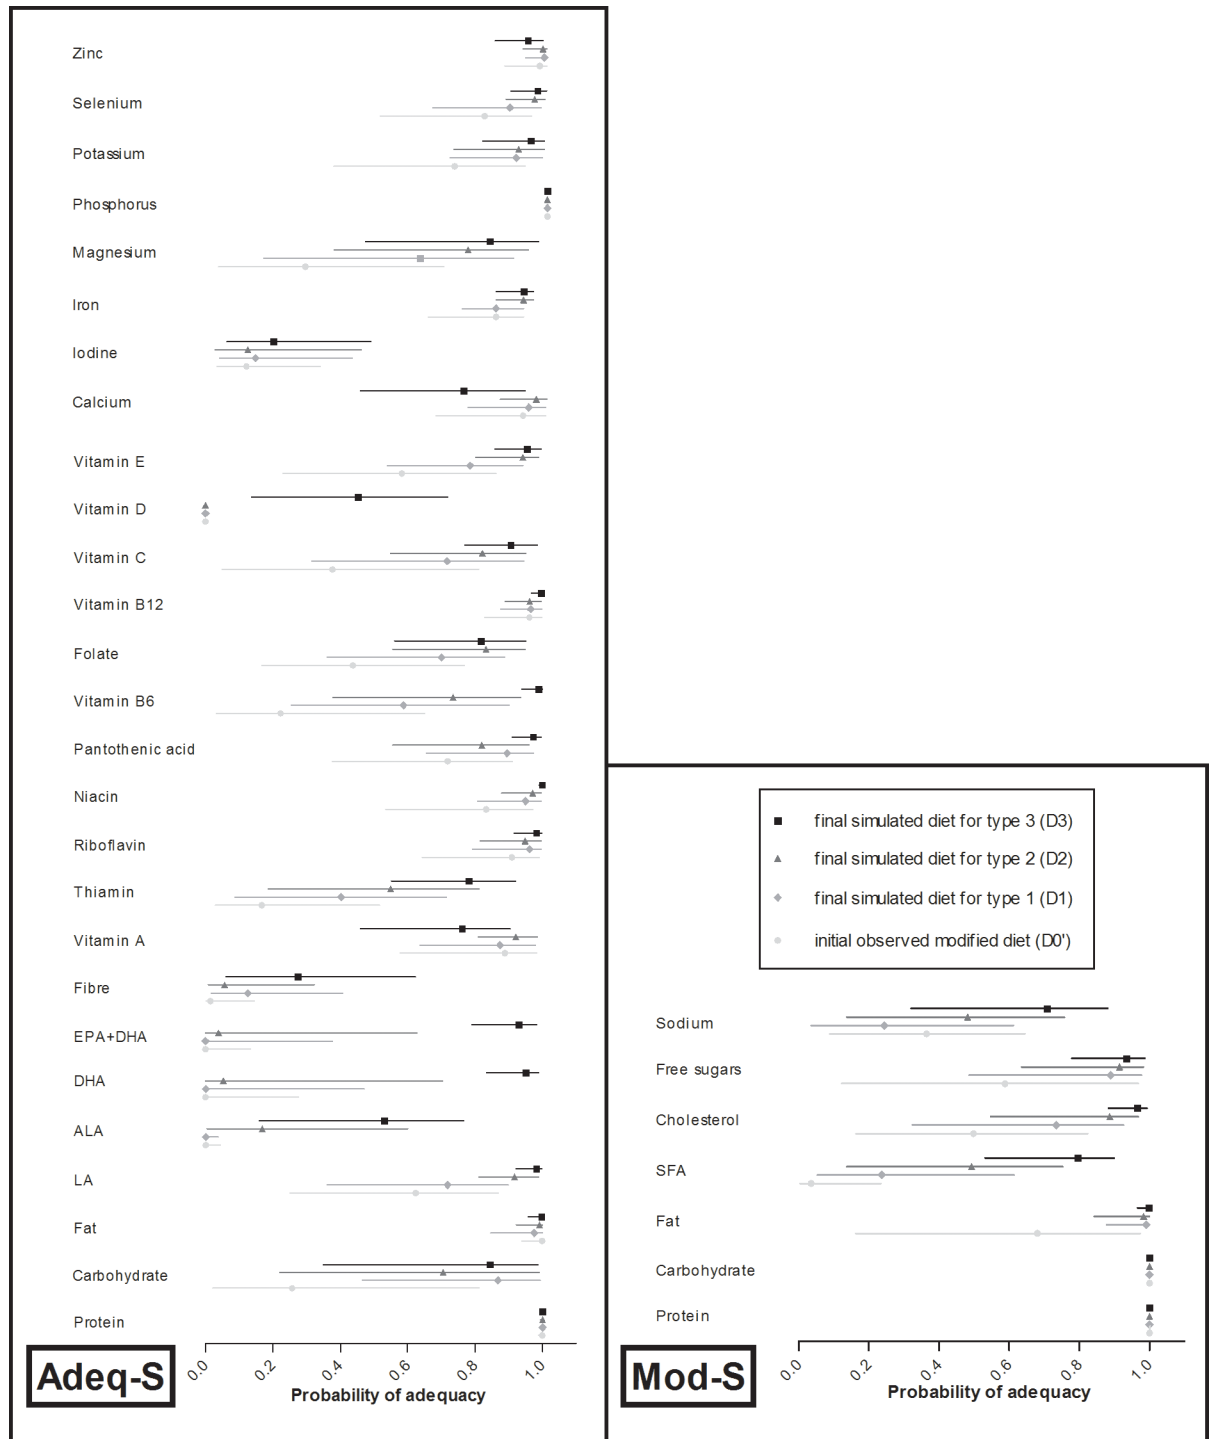 Zinc
Selenium
Potassium
Phosphorus
Magnesium
Iron
Iodine
Calcium
Vitamin E
Vitamin D
Vitamin C
Vitamin B12
Folate
Vitamin B6
Pantothenic acid
Niacin
Riboflavin
Thiamin
Vitamin A
Fibre
EPA+DHA
DHA
ALA
LA
Fat
Carbohydrate
Protein
0.0 0.2 0.4 0.6 0.8 1.0
Probability of adequacy
Adeq-S
final simulated diet for type 3 (D3)
final simulated diet for type 2 (D2)
final simulated diet for type 1 (D1)
initial observed modified diet (D0')
Sodium
Free sugars
Cholesterol
SFA
Fat
Carbohydrate
Protein
0.0 0.2 0.4 0.6 0.8 1.0
Probability of adequacy
Mod-S